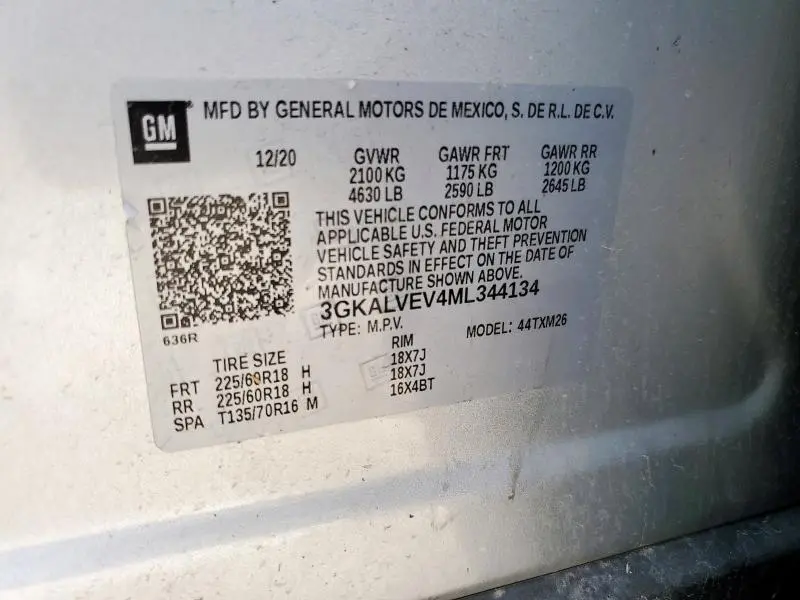 GM
MFD BY GENERAL MOTORS DE MEXICO, S. DE R.L. DE C.V.
12/20 GVWR GAWR FRT GAWR RR
2100 KG 1175 KG 1200 KG
4630 LB 2590 LB 2645 LB
THIS VEHICLE CONFORMS TO ALL
APPLICABLE U.S. FEDERAL MOTOR
VEHICLE SAFETY AND THEFT PREVENTION
STANDARDS IN EFFECT ON THE DATE OF
MANUFACTURE SHOWN ABOVE.
3GKALVEV4ML344134
TYPE: M.P.V. MODEL: 44TXM26
636R
TIRE SIZE RIM
FRT 225/60R18 H 18X7J
RR 225/60R18 H 18X7J
SPA T135/70R16 M 16X4BT